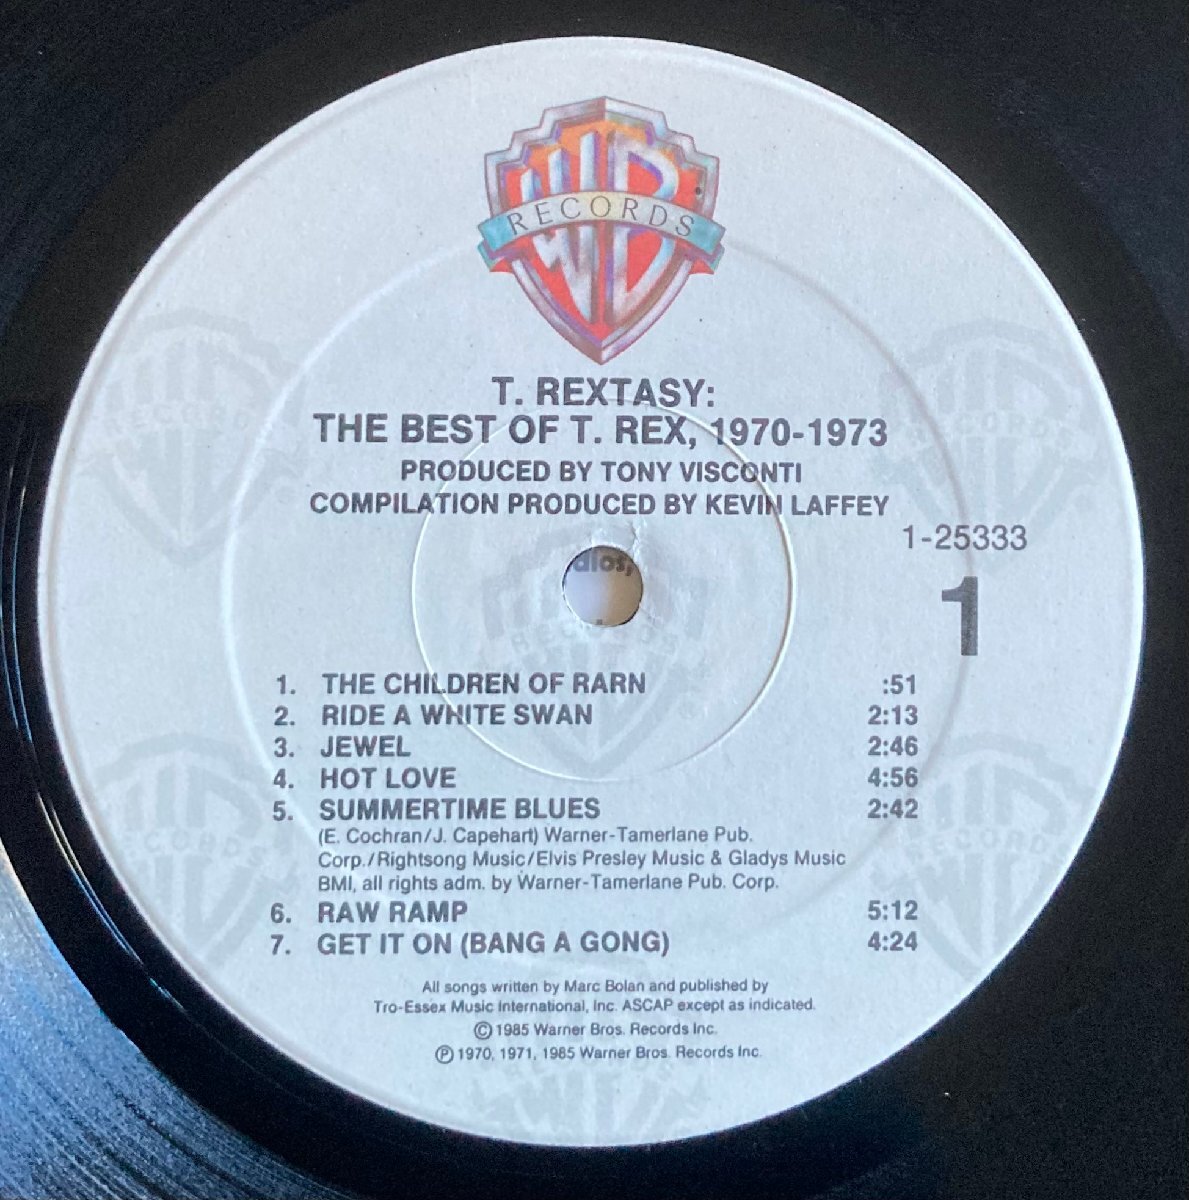 WB
RECORDS
T. REXTASY:
THE BEST OF T. REX, 1970-1973
PRODUCED BY TONY VISCONTI
COMPILATION PRODUCED BY KEVIN LAFFEY
1-25333
1
1. THE CHILDREN OF RARN :51
2. RIDE A WHITE SWAN 2:13
3. JEWEL 2:46
4. HOT LOVE 4:56
5. SUMMERTIME BLUES 2:42
(E. Cochran/J. Capehart) Warner-Tamerlane Pub.
Corp./Rightsong Music/Elvis Presley Music & Gladys Music
BMI, all rights adm. by Warner-Tamerlane Pub. Corp.
6. RAW RAMP 5:12
7. GET IT ON (BANG A GONG) 4:24
All songs written by Marc Bolan and published by
Tro-Essex Music International, Inc. ASCAP except as indicated.
© 1985 Warner Bros. Records Inc.
℗ 1970, 1971, 1985 Warner Bros. Records Inc.